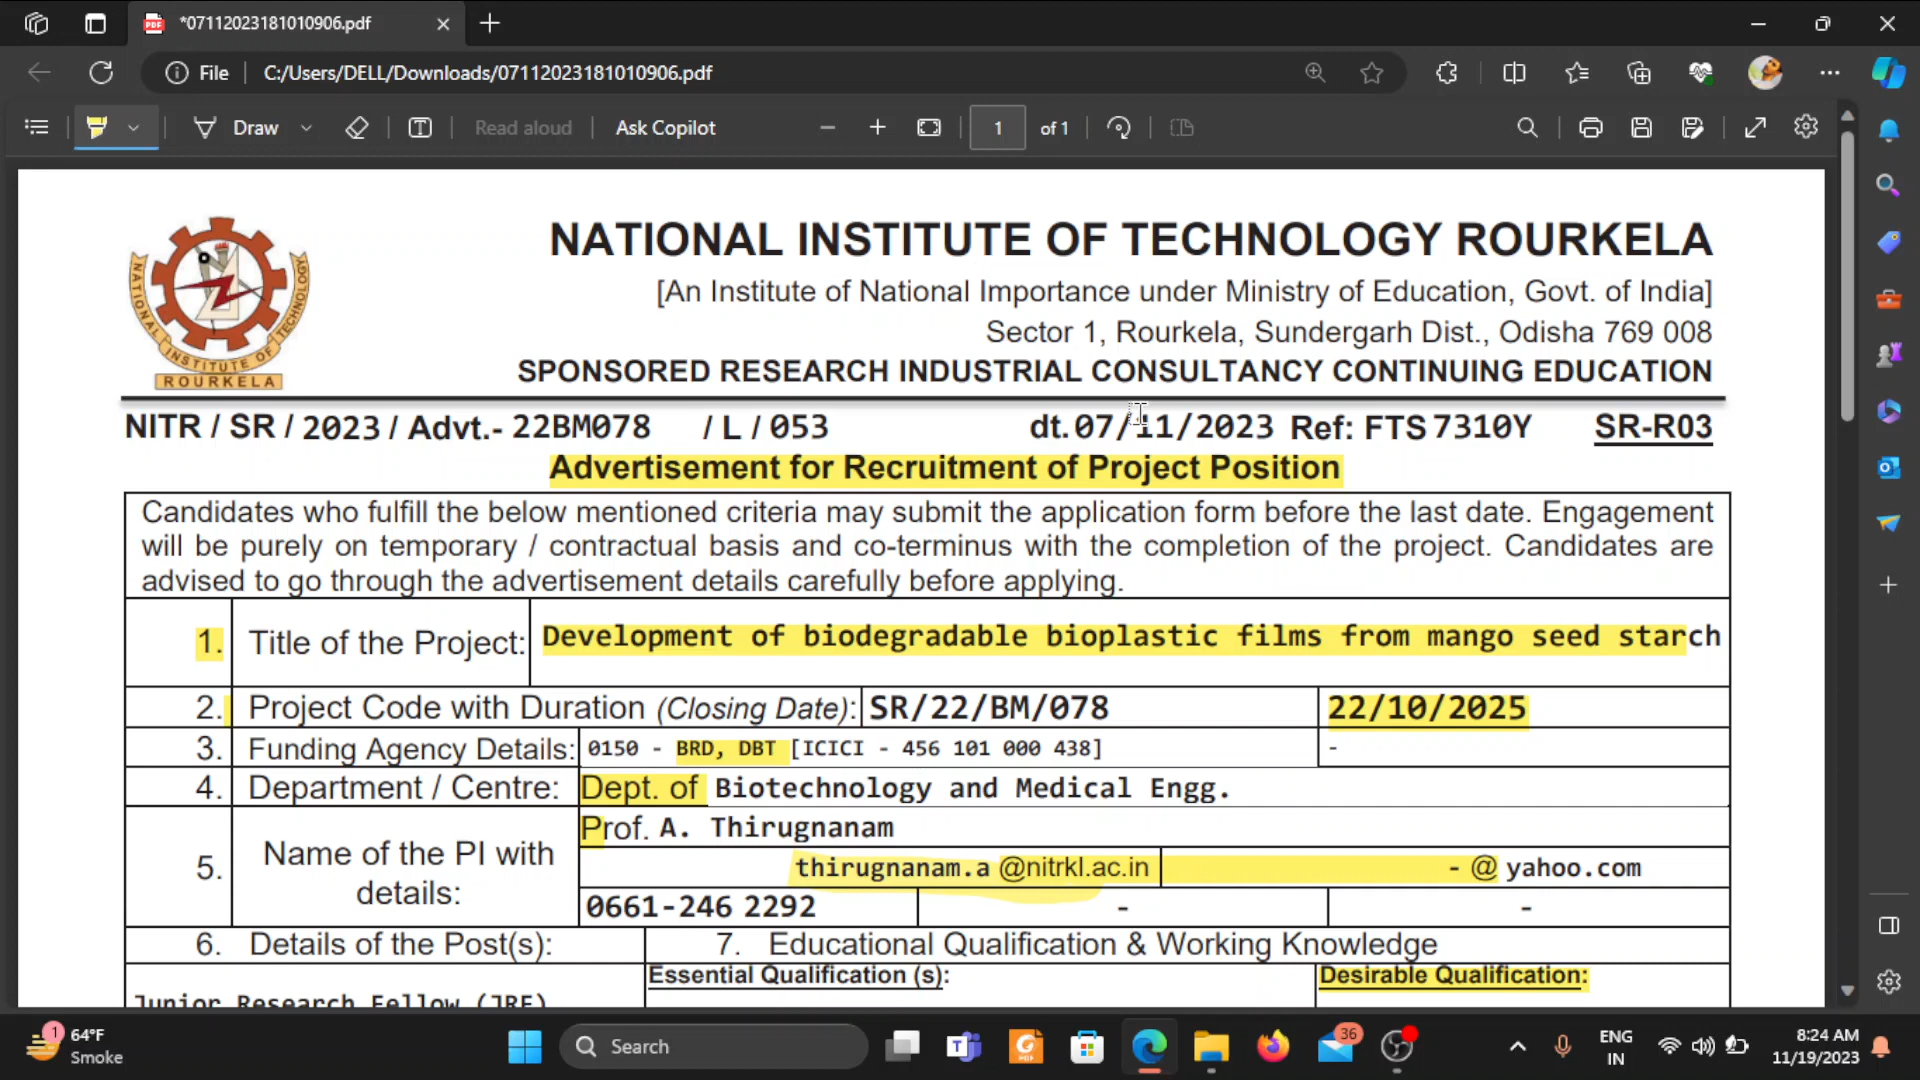 *07112023181010906.pdf
File C:/Users/DELL/Downloads/07112023181010906.pdf
Draw Read aloud Ask Copilot 1 of 1
NATIONAL INSTITUTE OF TECHNOLOGY ROURKELA
[An Institute of National Importance under Ministry of Education, Govt. of India]
Sector 1, Rourkela, Sundergarh Dist., Odisha 769 008
SPONSORED RESEARCH INDUSTRIAL CONSULTANCY CONTINUING EDUCATION
NATIONAL INSTITUTE OF TECHNOLOGY
ROURKELA
NITR / SR / 2023 / Advt.- 22BM078 / L / 053 dt. 07/11/2023 Ref: FTS 7310Y SR-R03
Advertisement for Recruitment of Project Position
Candidates who fulfill the below mentioned criteria may submit the application form before the last date. Engagement
will be purely on temporary / contractual basis and co-terminus with the completion of the project. Candidates are
advised to go through the advertisement details carefully before applying.
1. Title of the Project: Development of biodegradable bioplastic films from mango seed starch
2. Project Code with Duration (Closing Date): SR/22/BM/078 22/10/2025
3. Funding Agency Details: 0150 - BRD, DBT [ICICI - 456 101 000 438] -
4. Department / Centre: Dept. of Biotechnology and Medical Engg.
5. Name of the PI with details: Prof. A. Thirugnanam
thirugnanam.a @nitrkl.ac.in - @ yahoo.com
0661-246 2292 - -
6. Details of the Post(s): 7. Educational Qualification & Working Knowledge
Essential Qualification (s): Desirable Qualification:
Junior Research Fellow (JRF)
1 64°F
Smoke
Search
36
ENG
IN
8:24 AM
11/19/2023